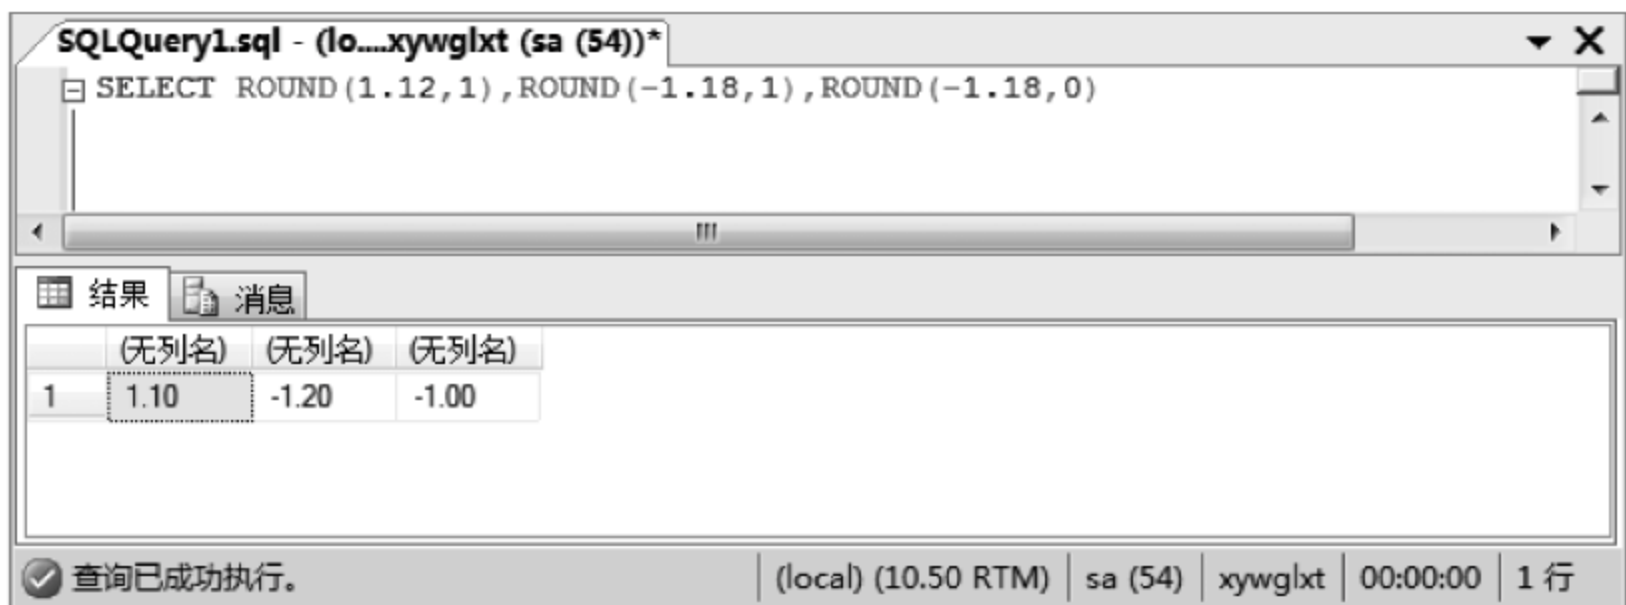 SQLQuery1.sql - (lo....xywglxt (sa (54))*
SELECT ROUND(1.12,1),ROUND(-1.18,1),ROUND(-1.18,0)
结果 消息
(无列名) (无列名) (无列名)
1 1.10 -1.20 -1.00
查询已成功执行。 (local) (10.50 RTM) sa (54) xywglxt 00:00:00 1 行